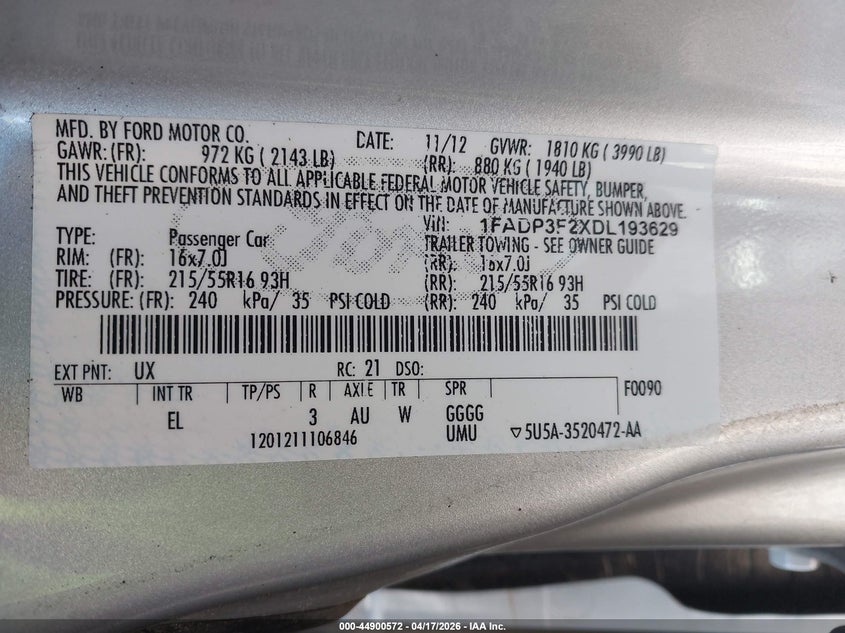 MFD. BY FORD MOTOR CO. DATE: 11/12 GVWR: 1810 KG ( 3990 LB)
GAWR:(FR): 972 KG ( 2143 LB) (RR): 880 KG ( 1940 LB)
THIS VEHICLE CONFORMS TO ALL APPLICABLE FEDERAL MOTOR VEHICLE SAFETY, BUMPER,
AND THEFT PREVENTION STANDARDS IN EFFECT ON THE DATE OF MANUFACTURE SHOWN ABOVE.
VIN: 1FADP3F2XDL193629
TYPE: Passenger Car TRAILER TOWING - SEE OWNER GUIDE
RIM: (FR): 16x7.0J (RR): 16x7.0J
TIRE: (FR): 215/55R16 93H (RR): 215/55R16 93H
PRESSURE: (FR): 240 kPa/ 35 PSI COLD (RR): 240 kPa/ 35 PSI COLD
EXT PNT: UX RC: 21 DSO:
WB INT TR TP/PS R AXLE TR SPR F0090
EL 3 AU W GGGG
1201211106846 UMU ▽5U5A-3520472-AA
000-44900572 - 04/17/2026 - IAA Inc.